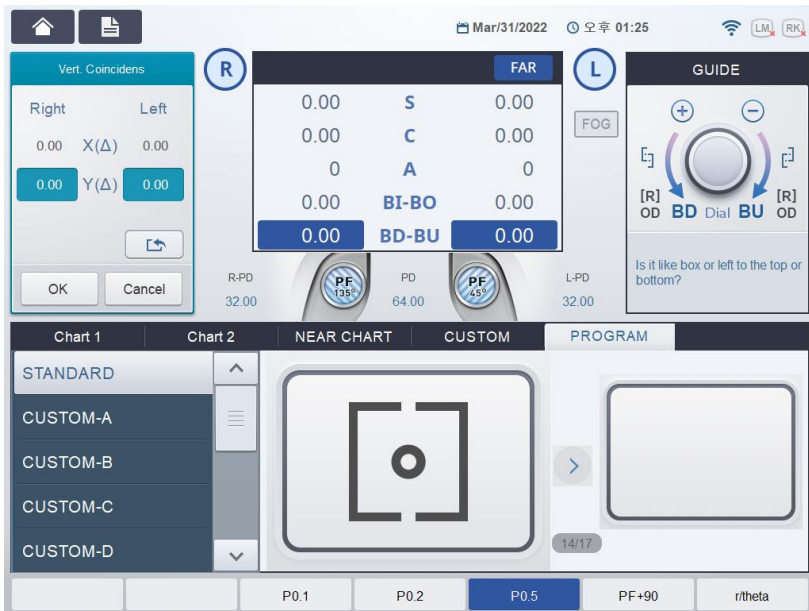 Mar/31/2022 오후 01:25 LM RK
Vert. Coincidens
Right Left
0.00 X(Δ) 0.00
0.00 Y(Δ) 0.00
OK Cancel
R L
FAR
0.00 S 0.00
0.00 C 0.00
0 A 0
0.00 BI-BO 0.00
0.00 BD-BU 0.00
FOG
R-PD PD L-PD
32.00 64.00 32.00
PF 135° PF 45°
GUIDE
[R] [R]
OD BD Dial BU OD
Is it like box or left to the top or
bottom?
Chart 1 Chart 2 NEAR CHART CUSTOM PROGRAM
STANDARD
CUSTOM-A
CUSTOM-B
CUSTOM-C
CUSTOM-D
14/17
P0.1 P0.2 P0.5 PF+90 r/theta